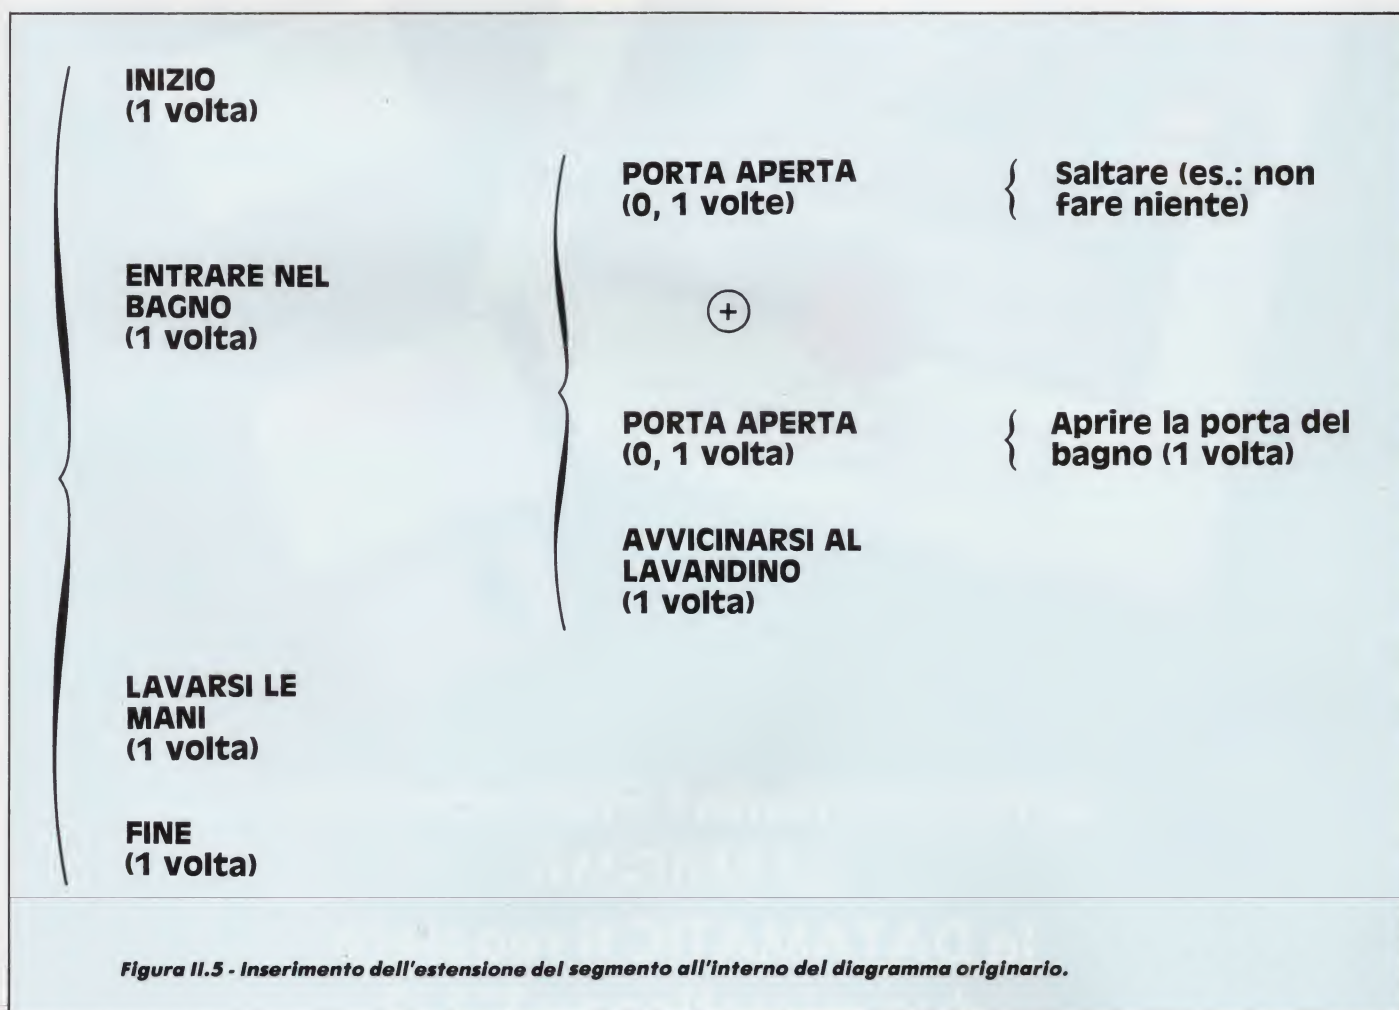 INIZIO
(1 volta)
PORTA APERTA
(0, 1 volte)
Saltare (es.: non
fare niente)
ENTRARE NEL
BAGNO
(1 volta)
+
PORTA APERTA
(0, 1 volta)
Aprire la porta del
bagno (1 volta)
AVVICINARSI AL
LAVANDINO
(1 volta)
LAVARSI LE
MANI
(1 volta)
FINE
(1 volta)
Figura II.5 - Inserimento dell'estensione del segmento all'interno del diagramma originario.